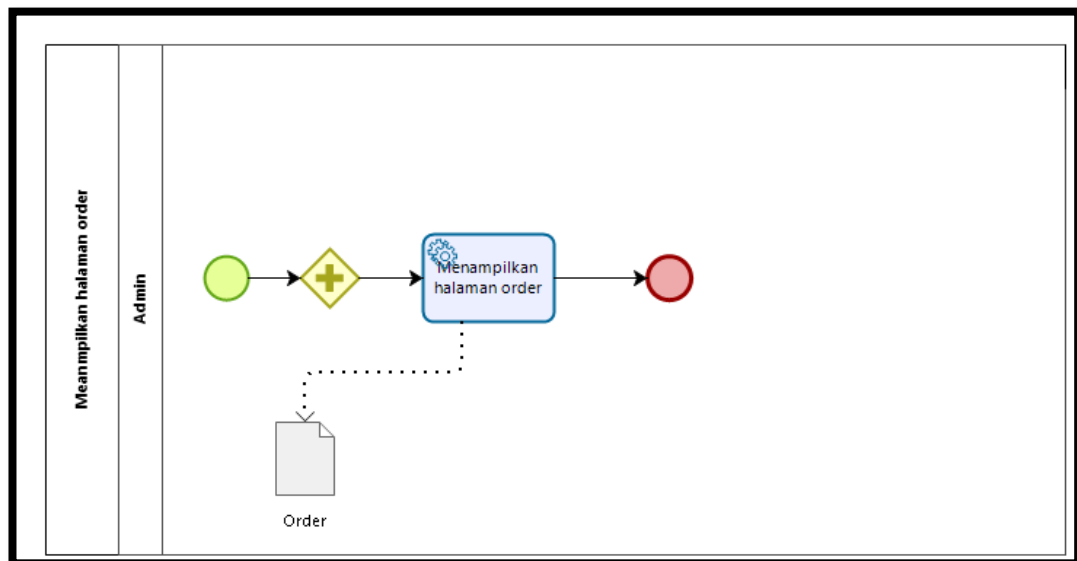 Meanmpilkan halaman order
Admin
Menampilkan
halaman order
Order